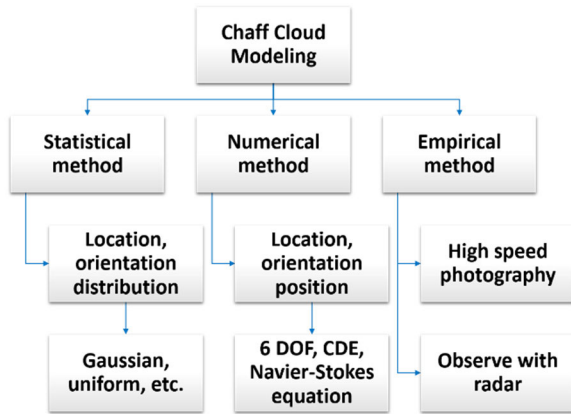 Chaff Cloud
Modeling
Statistical
method
Numerical
method
Empirical
method
Location,
orientation
distribution
Location,
orientation
position
High speed
photography
Gaussian,
uniform, etc.
6 DOF, CDE,
Navier-Stokes
equation
Observe with
radar